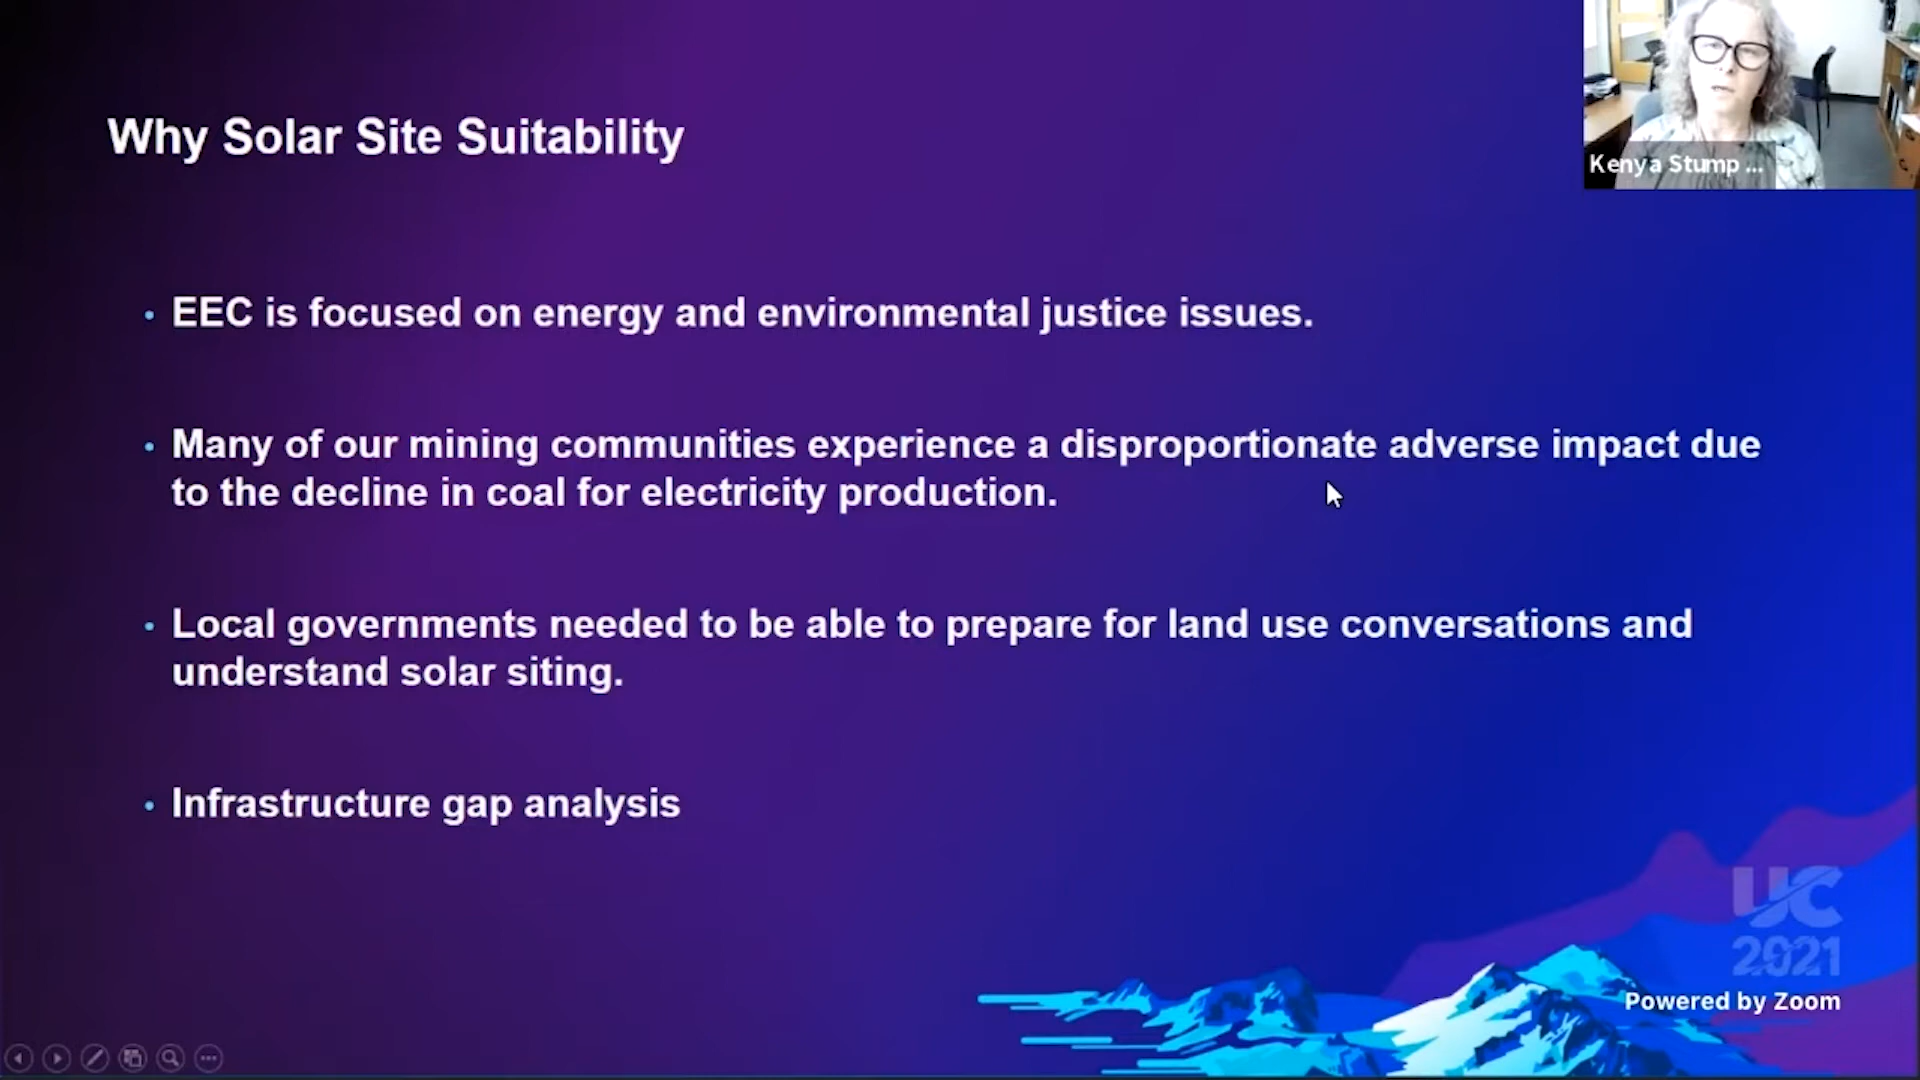 Why Solar Site Suitability
Kenya Stump ...
• EEC is focused on energy and environmental justice issues.
• Many of our mining communities experience a disproportionate adverse impact due
to the decline in coal for electricity production.
• Local governments needed to be able to prepare for land use conversations and
understand solar siting.
• Infrastructure gap analysis
UC
2021
Powered by Zoom